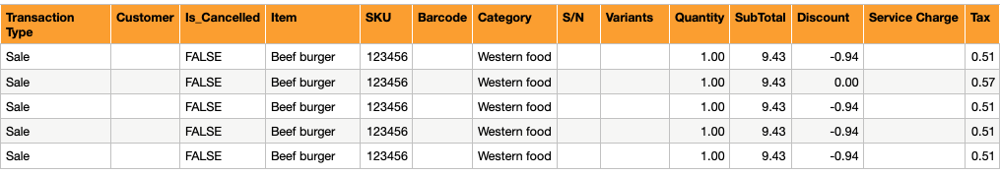 Transaction Type Customer Is_Cancelled Item SKU Barcode Category S/N Variants Quantity SubTotal Discount Service Charge Tax
Sale FALSE Beef burger 123456 Western food 1.00 9.43 -0.94 0.51
Sale FALSE Beef burger 123456 Western food 1.00 9.43 0.00 0.57
Sale FALSE Beef burger 123456 Western food 1.00 9.43 -0.94 0.51
Sale FALSE Beef burger 123456 Western food 1.00 9.43 -0.94 0.51
Sale FALSE Beef burger 123456 Western food 1.00 9.43 -0.94 0.51